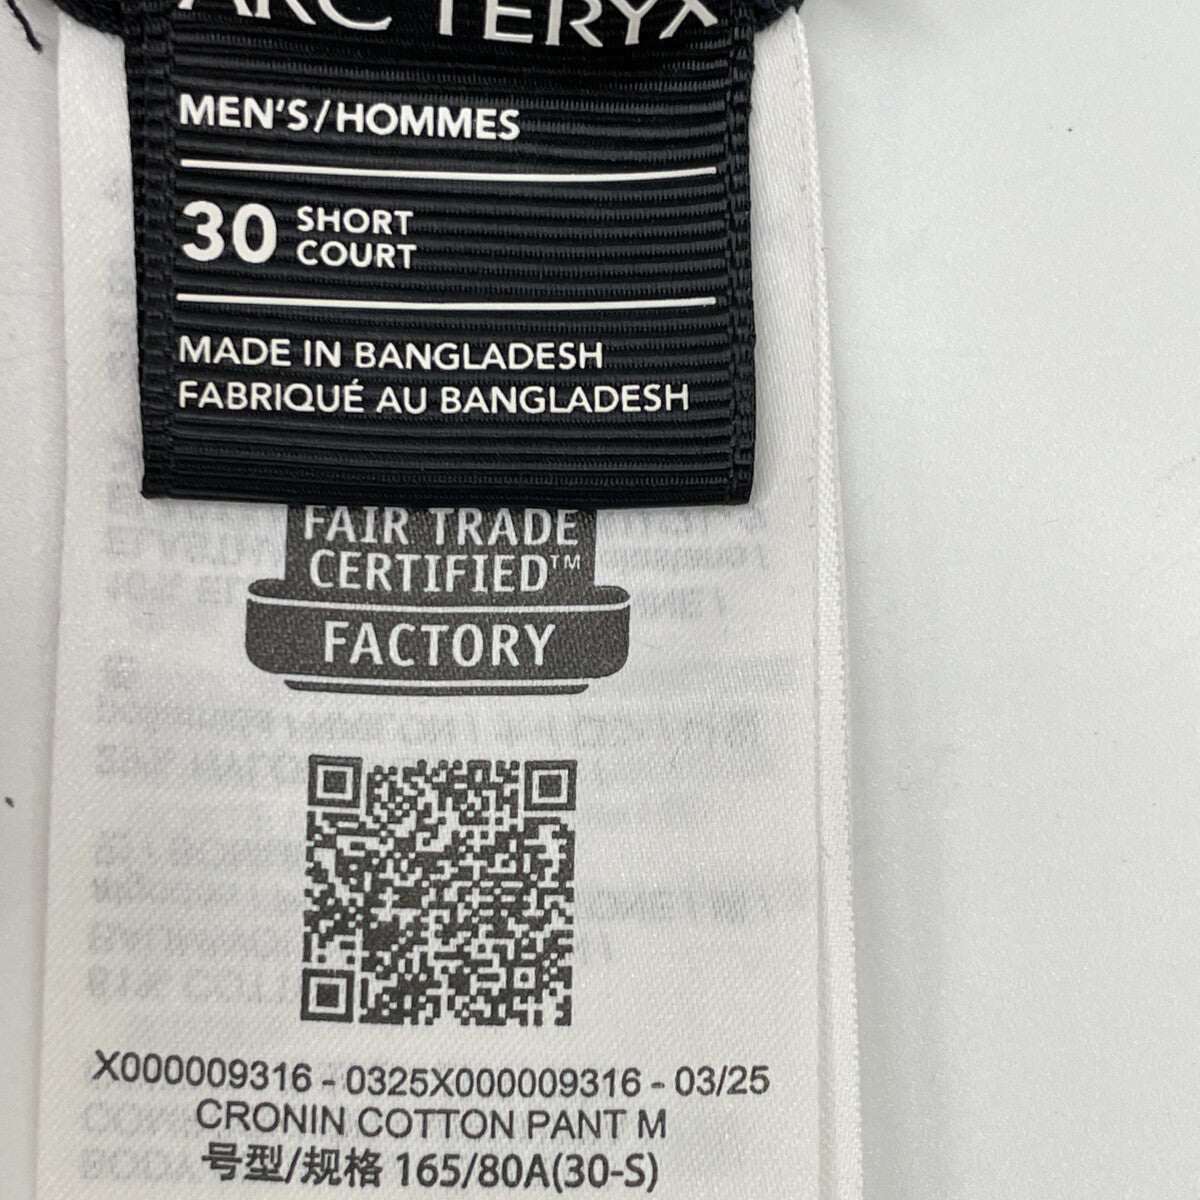 ARC'TERYX
MEN'S/HOMMES
30 SHORT
COURT
MADE IN BANGLADESH
FABRIQUÉ AU BANGLADESH
FAIR TRADE
CERTIFIED™
FACTORY
X000009316 - 0325X000009316 - 03/25
CRONIN COTTON PANT M
号型/规格 165/80A(30-S)